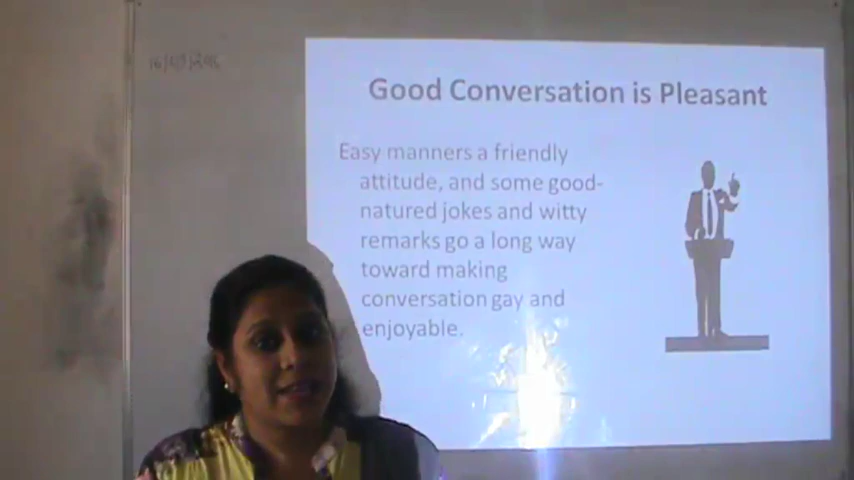 Good Conversation is Pleasant
Easy manners a friendly
attitude, and some good-
natured jokes and witty
remarks go a long way
toward making
conversation gay and
enjoyable.